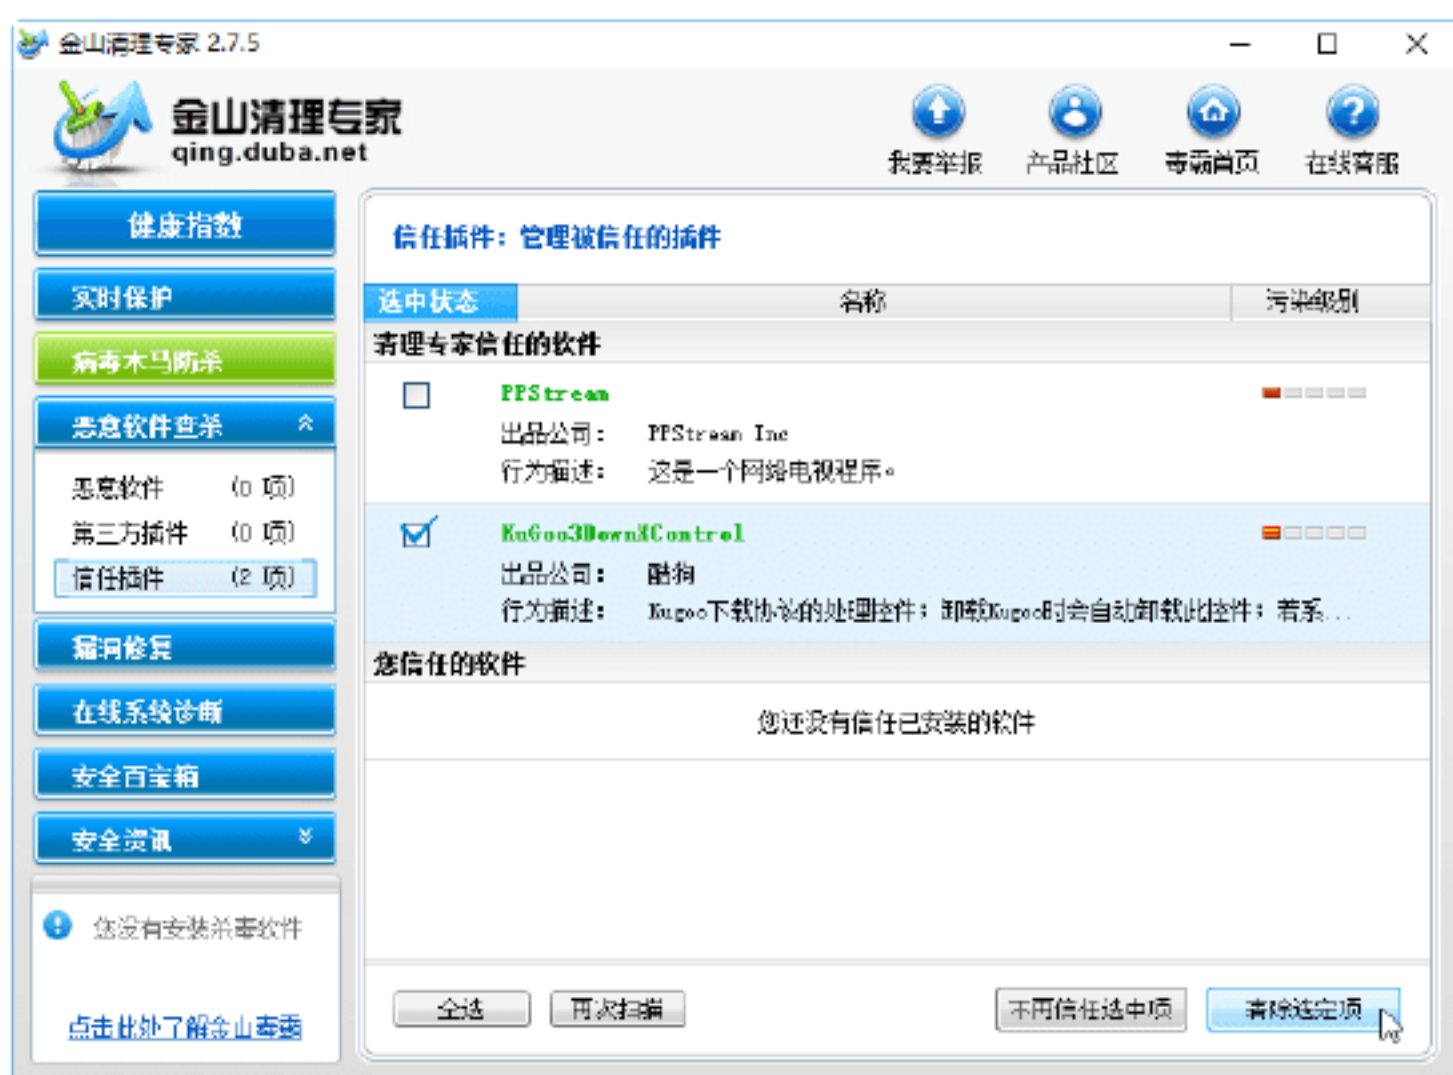 金山清理专家 2.7.5
金山清理专家
qing.duba.net
我要举报 产品社区 毒霸首页 在线客服
健康指数
实时保护
病毒木马防杀
恶意软件查杀
恶意软件 (0 项)
第三方插件 (0 项)
信任插件 (2 项)
漏洞修复
在线系统诊断
安全百宝箱
安全资讯
您没有安装杀毒软件
点击此处了解金山毒霸
信任插件：管理被信任的插件
选中状态 名称 污染级别
清理专家信任的软件
PPStream
出品公司： PPStream Inc
行为描述： 这是一个网络电视程序。
KuGoo3DownXControl
出品公司： 酷狗
行为描述： Kugoo下载协议的处理控件；卸载Kugoo时会自动卸载此控件；若系...
您信任的软件
您还没有信任已安装的软件
全选 再次扫描 不再信任选中项 清除选定项